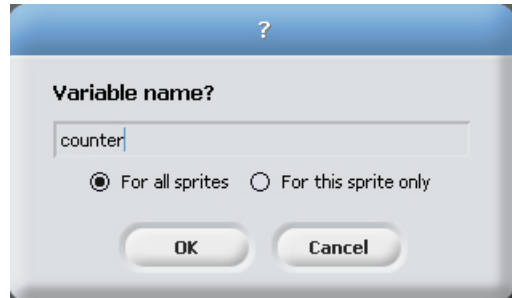 ?
Variable name?
counter
For all sprites For this sprite only
OK Cancel